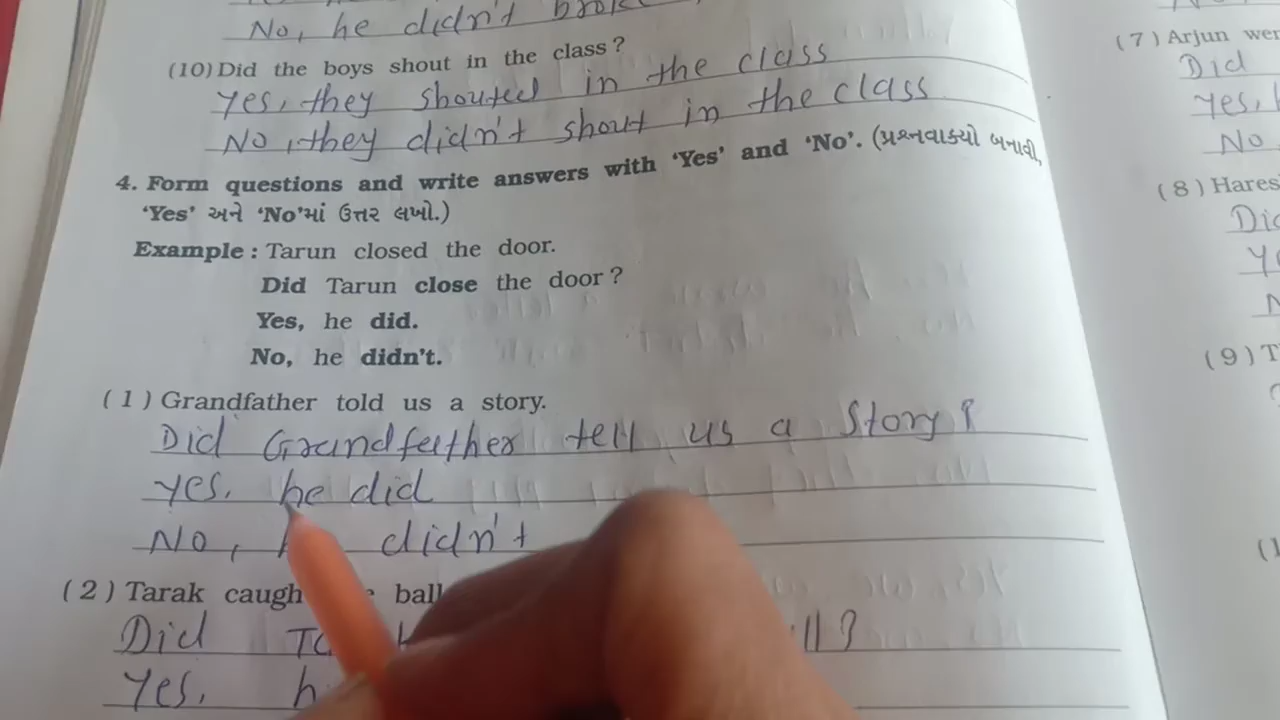 No, he didn't
(10) Did the boys shout in the class ?
Yes, they shouted in the class
No, they didn't shout in the class
4. Form questions and write answers with 'Yes' and 'No'. (પ્રશ્નવાક્યો બનાવી,
'Yes' અને 'No'માં ઉત્તર લખો.)
Example : Tarun closed the door.
Did Tarun close the door ?
Yes, he did.
No, he didn't.
(1) Grandfather told us a story.
Did Grandfather tell us a story?
Yes. he did
No, didn't
(2) Tarak ball
Did
Yes.
(7) Arjun
Did
Yes,
No
(8)
(9)